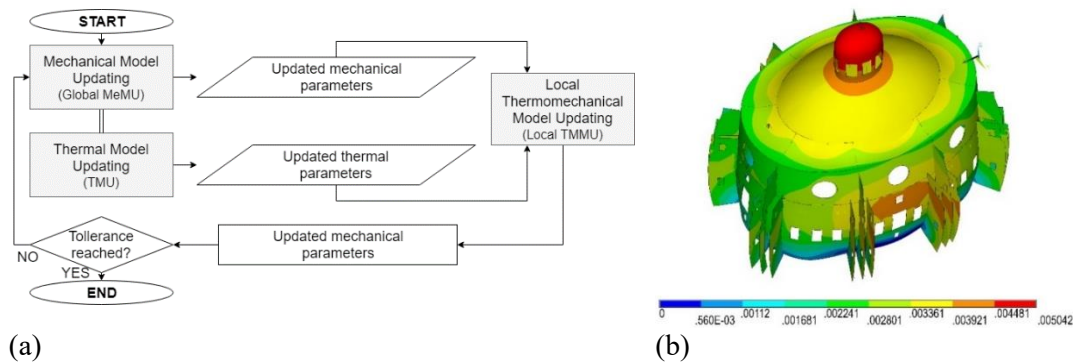 START
Mechanical Model
Updating
(Global MeMU)
Updated mechanical
parameters
Local
Thermomechanical
Model Updating
(Local TMMU)
Thermal Model
Updating
(TMU)
Updated thermal
parameters
Tollerance
reached?
Updated mechanical
parameters
NO
YES
END
(a)
0 .00112 .002241 .003361 .004481
.560E-03 .001681 .002801 .003921 .005042
(b)